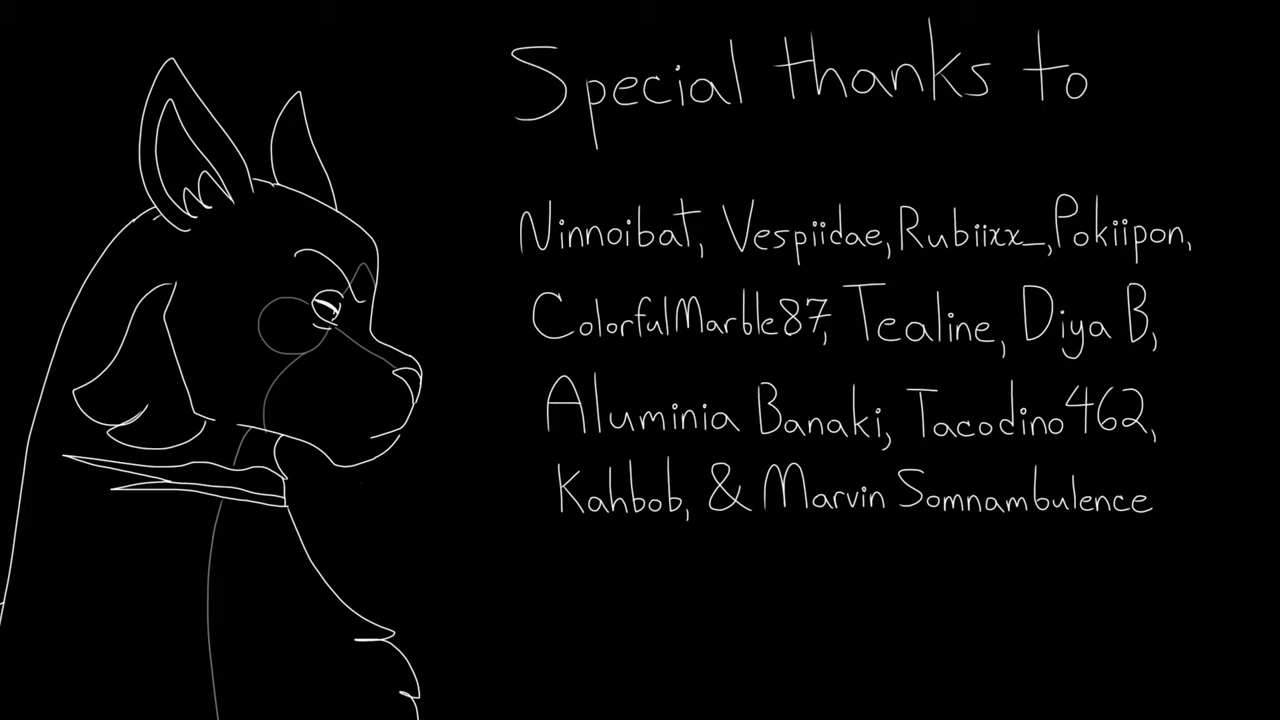 Special thanks to
Ninnoibat, Vespiidae, Rubiixx_, Pokiipon,
ColorfulMarble87, Tealine, Diya B,
Aluminia Banaki, Tacodino462,
Kahbob, & Marvin Somnambulence